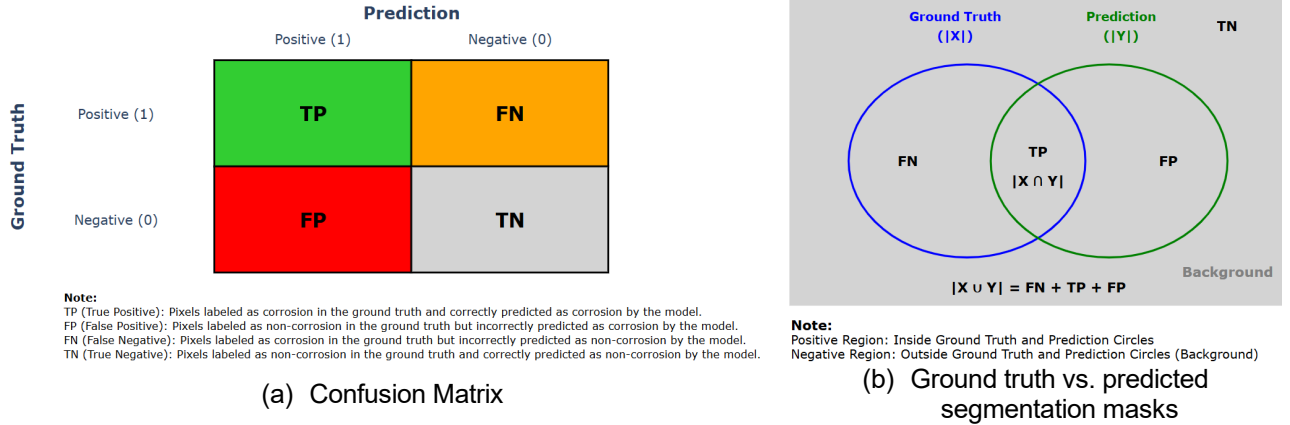 Prediction
Positive (1) Negative (0)
Ground Truth
Positive (1)
TP FN
Negative (0)
FP TN
Note:
TP (True Positive): Pixels labeled as corrosion in the ground truth and correctly predicted as corrosion by the model.
FP (False Positive): Pixels labeled as non-corrosion in the ground truth but incorrectly predicted as corrosion by the model.
FN (False Negative): Pixels labeled as corrosion in the ground truth but incorrectly predicted as non-corrosion by the model.
TN (True Negative): Pixels labeled as non-corrosion in the ground truth and correctly predicted as non-corrosion by the model.
(a) Confusion Matrix
Ground Truth
(|X|)
Prediction
(|Y|)
TN
FN
TP
|X ∩ Y|
FP
Background
|X ∪ Y| = FN + TP + FP
Note:
Positive Region: Inside Ground Truth and Prediction Circles
Negative Region: Outside Ground Truth and Prediction Circles (Background)
(b) Ground truth vs. predicted
segmentation masks